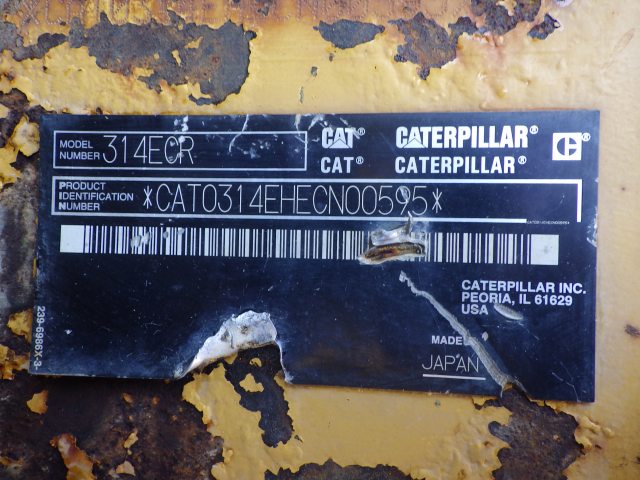 MODEL NUMBER 314ECR
CAT® CATERPILLAR® C
CAT® CATERPILLAR®
PRODUCT IDENTIFICATION NUMBER *CAT0314EHECN00595*
CAT0314EHECN00595
CATERPILLAR INC.
PEORIA, IL 61629
USA
MADE
JAPAN
239-6986X-3